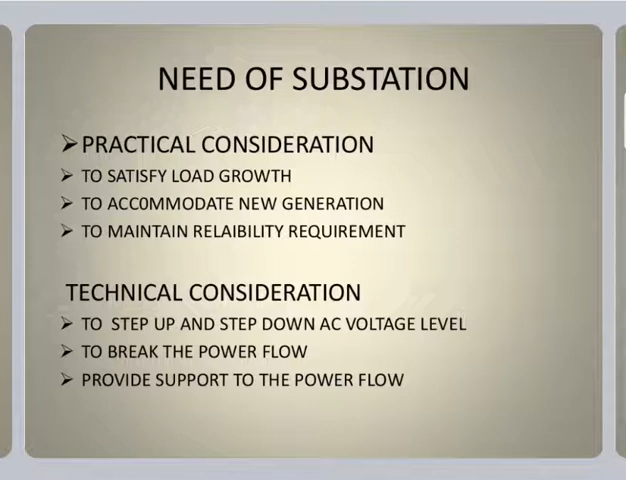 NEED OF SUBSTATION
➢PRACTICAL CONSIDERATION
➢ TO SATISFY LOAD GROWTH
➢ TO ACC0MMODATE NEW GENERATION
➢ TO MAINTAIN RELAIBILITY REQUIREMENT
TECHNICAL CONSIDERATION
➢ TO STEP UP AND STEP DOWN AC VOLTAGE LEVEL
➢ TO BREAK THE POWER FLOW
➢ PROVIDE SUPPORT TO THE POWER FLOW